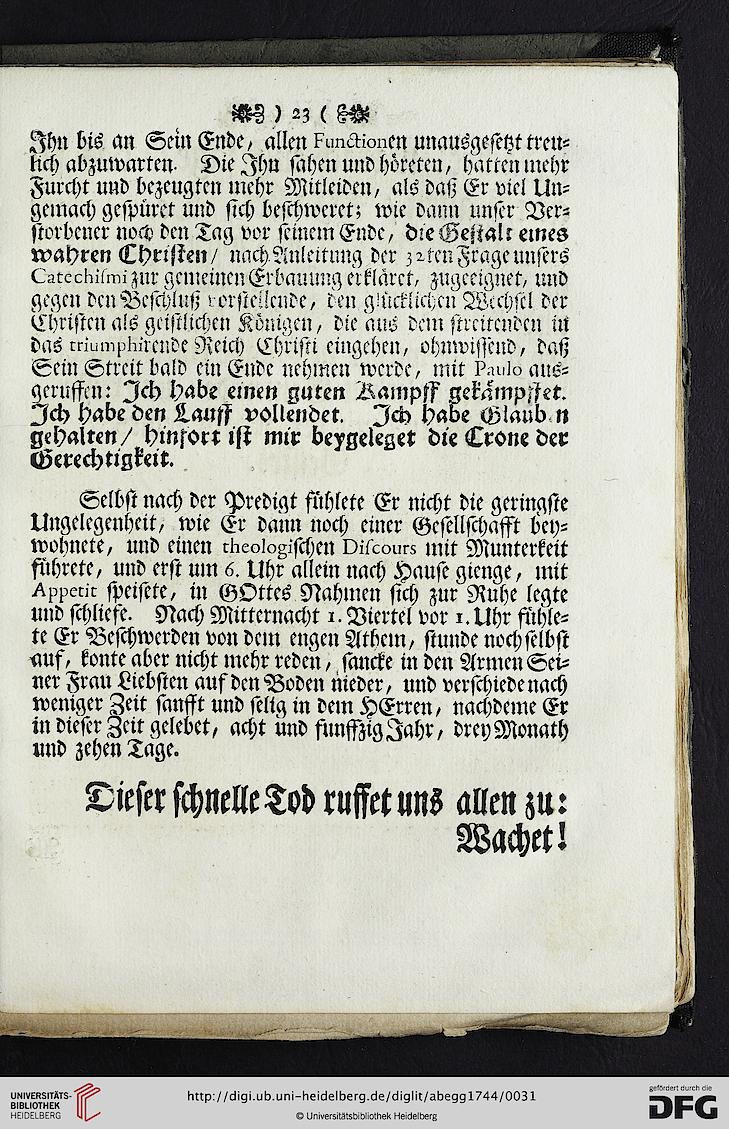 ) 23 (
Ihn bis an Sein Ende, allen Functionen unausgesetzt treu-
lich abzuwarten. Die Ihn sahen und höreten, hatten mehr
Furcht und bezeugten mehr Mitleiden, als daß Er viel Un-
gemach gespüret und sich beschweret; wie dann unser Ver-
storbener noch den Tag vor seinem Ende, die Gestalt eines
wahren Christen/ nach Anleitung der 32ten Frage unsers
Catechismi zur gemeinen Erbauung erkläret, zugeeignet, und
gegen den Beschluß vorstellende, den glücklichen Wechsel der
Christen als geistlichen Königen, die aus dem streitenden in
das triumphirende Reich Christi eingehen, ohnwissend, daß
Sein Streit bald ein Ende nehmen werde, mit Paulo aus-
geruffen: Ich habe einen guten Kampff gekämpffet.
Ich habe den Lauff vollendet. Ich habe Glauben
gehalten/ hinfort ist mir beygeleget die Crone der
Gerechtigkeit.
Selbst nach der Predigt fühlete Er nicht die geringste
Ungelegenheit, wie Er dann noch einer Gesellschafft bey-
wohnete, und einen theologischen Discours mit Munterkeit
führete, und erst um 6. Uhr allein nach Hause gienge, mit
Appetit speisete, in GOttes Nahmen sich zur Ruhe legte
und schliefe. Nach Mitternacht 1. Viertel vor 1. Uhr fühle-
te Er Beschwerden von dem engen Athem, stunde noch selbst
auf, konte aber nicht mehr reden, sancke in den Armen Sei-
ner Frau Liebsten auf den Boden nieder, und verschiede nach
weniger Zeit sanfft und selig in dem HErren, nachdeme Er
in dieser Zeit gelebet, acht und funffzig Jahr, drey Monath
und zehen Tage.
Dieser schnelle Tod ruffet uns allen zu:
Wachet!
UNIVERSITÄTS-
BIBLIOTHEK
HEIDELBERG
http://digi.ub.uni-heidelberg.de/diglit/abegg1744/0031
© Universitätsbibliothek Heidelberg
gefördert durch die
DFG